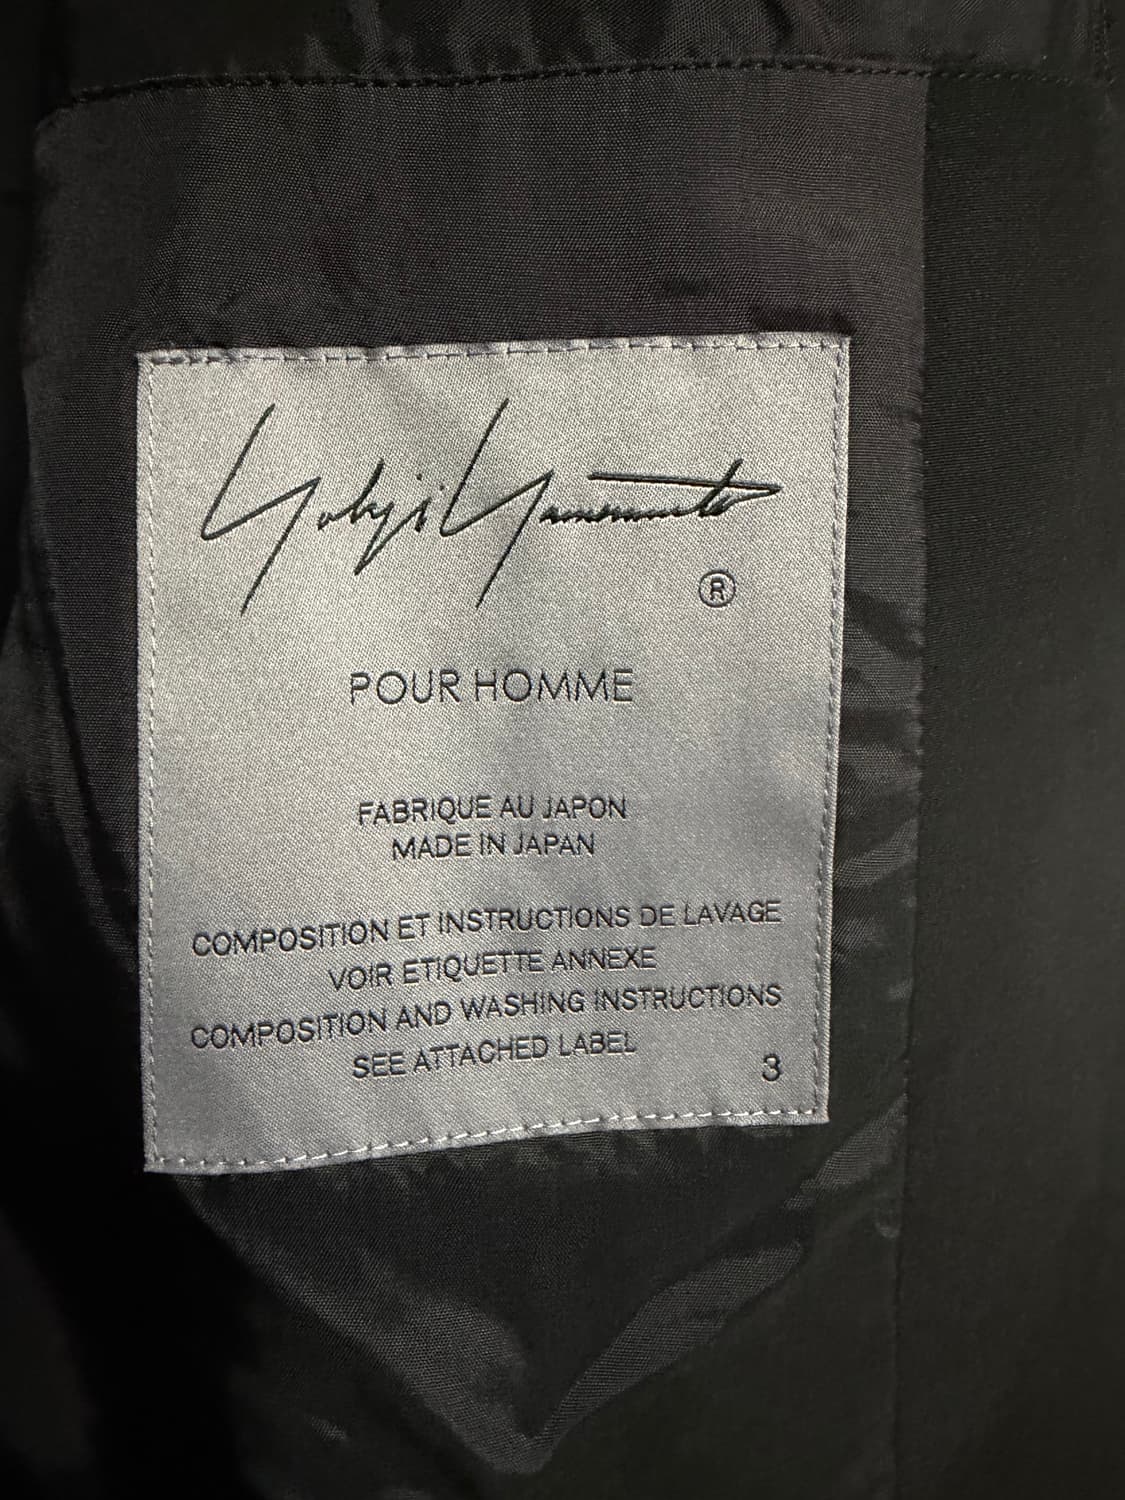 Yohji Yamamoto
®
POUR HOMME
FABRIQUE AU JAPON
MADE IN JAPAN
COMPOSITION ET INSTRUCTIONS DE LAVAGE
VOIR ETIQUETTE ANNEXE
COMPOSITION AND WASHING INSTRUCTIONS
SEE ATTACHED LABEL
3